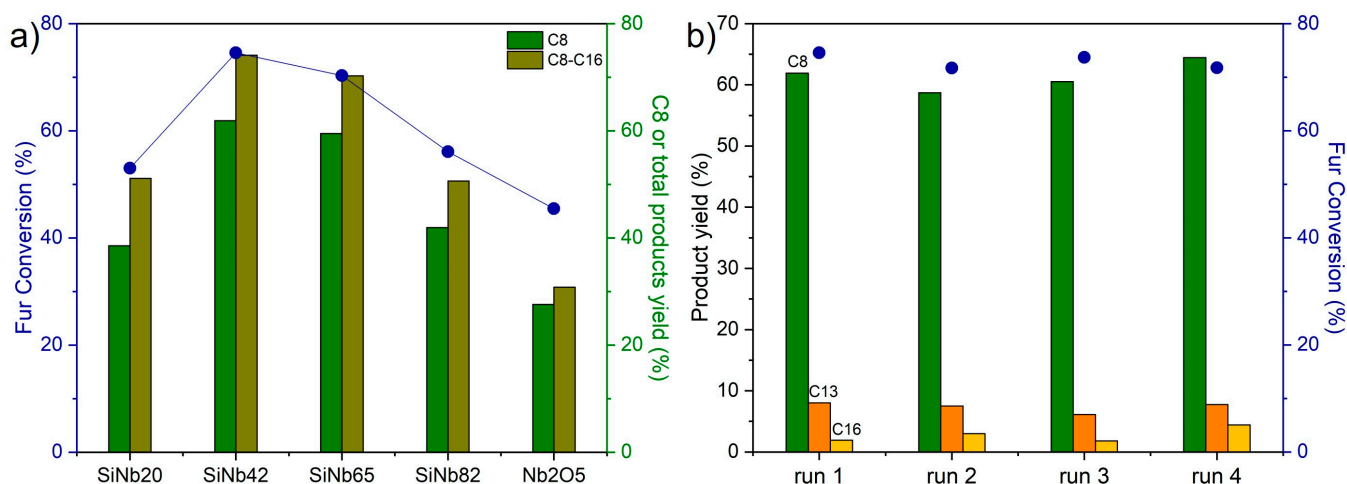 a)
Fur Conversion (%)
80
60
40
20
0
C8
C8-C16
80
60
40
20
0
C8 or total products yield (%)
SiNb20 SiNb42 SiNb65 SiNb82 Nb2O5
b)
Product yield (%)
70
60
50
40
30
20
10
0
C8
C13
C16
80
60
40
20
0
Fur Conversion (%)
run 1 run 2 run 3 run 4